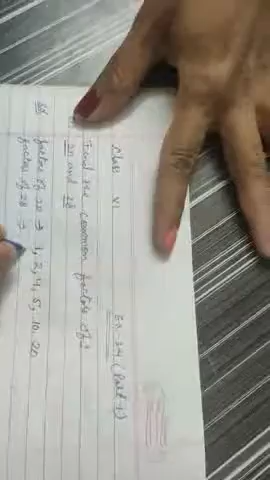 Class VI Ex-3.4 (Part-1)
Find the common factors of :-
20 and 28
Sol factors of 20 → 1, 2, 4, 5, 10, 20
factors of 28 →